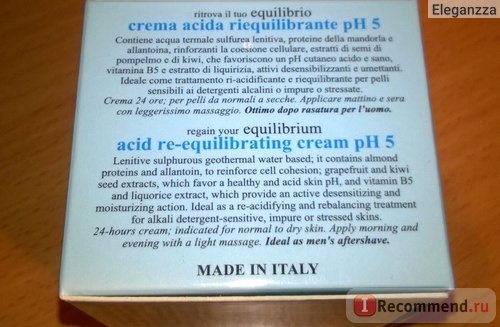 Eleganzza
ritrova il tuo equilibrio
crema acida riequilibrante pH 5
Contiene acqua termale sulfurea lenitiva, proteine della mandorla e
allantoina, rinforzanti la coesione cellulare, estratti di semi di
pompelmo e di kiwi, che favoriscono un pH cutaneo acido e sano,
vitamina B5 e estratto di liquirizia, attivi desensibilizzanti e umettanti.
Ideale come trattamento ri-acidificante e riequilibrante per pelli
sensibili ai detergenti alcalini o impure o stressate.
Crema 24 ore; per pelli da normali a secche. Applicare mattino e sera
con leggerissimo massaggio. Ottimo dopo rasatura per l'uomo.
regain your equilibrium
acid re-equilibrating cream pH 5
Lenitive sulphurous geothermal water based; it contains almond
proteins and allantoin, to reinforce cell cohesion; grapefruit and kiwi
seed extracts, which favor a healthy and acid skin pH, and vitamin B5
and liquorice extract, which provide an active desensitizing and
moisturizing action. Ideal as a re-acidifying and rebalancing treatment
for alkali detergent-sensitive, impure or stressed skins.
24-hours cream; indicated for normal to dry skin. Apply morning and
evening with a light massage. Ideal as men's aftershave.
MADE IN ITALY
I Recommend.ru